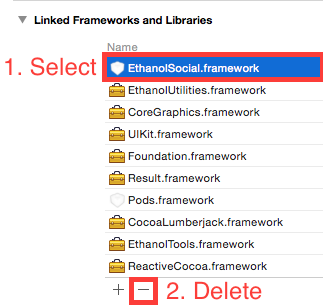 Linked Frameworks and Libraries
Name
1. Select
EthanolSocial.framework
EthanolUtilities.framework
CoreGraphics.framework
UIKit.framework
Foundation.framework
Result.framework
Pods.framework
CocoaLumberjack.framework
EthanolTools.framework
ReactiveCocoa.framework
+ − 2. Delete